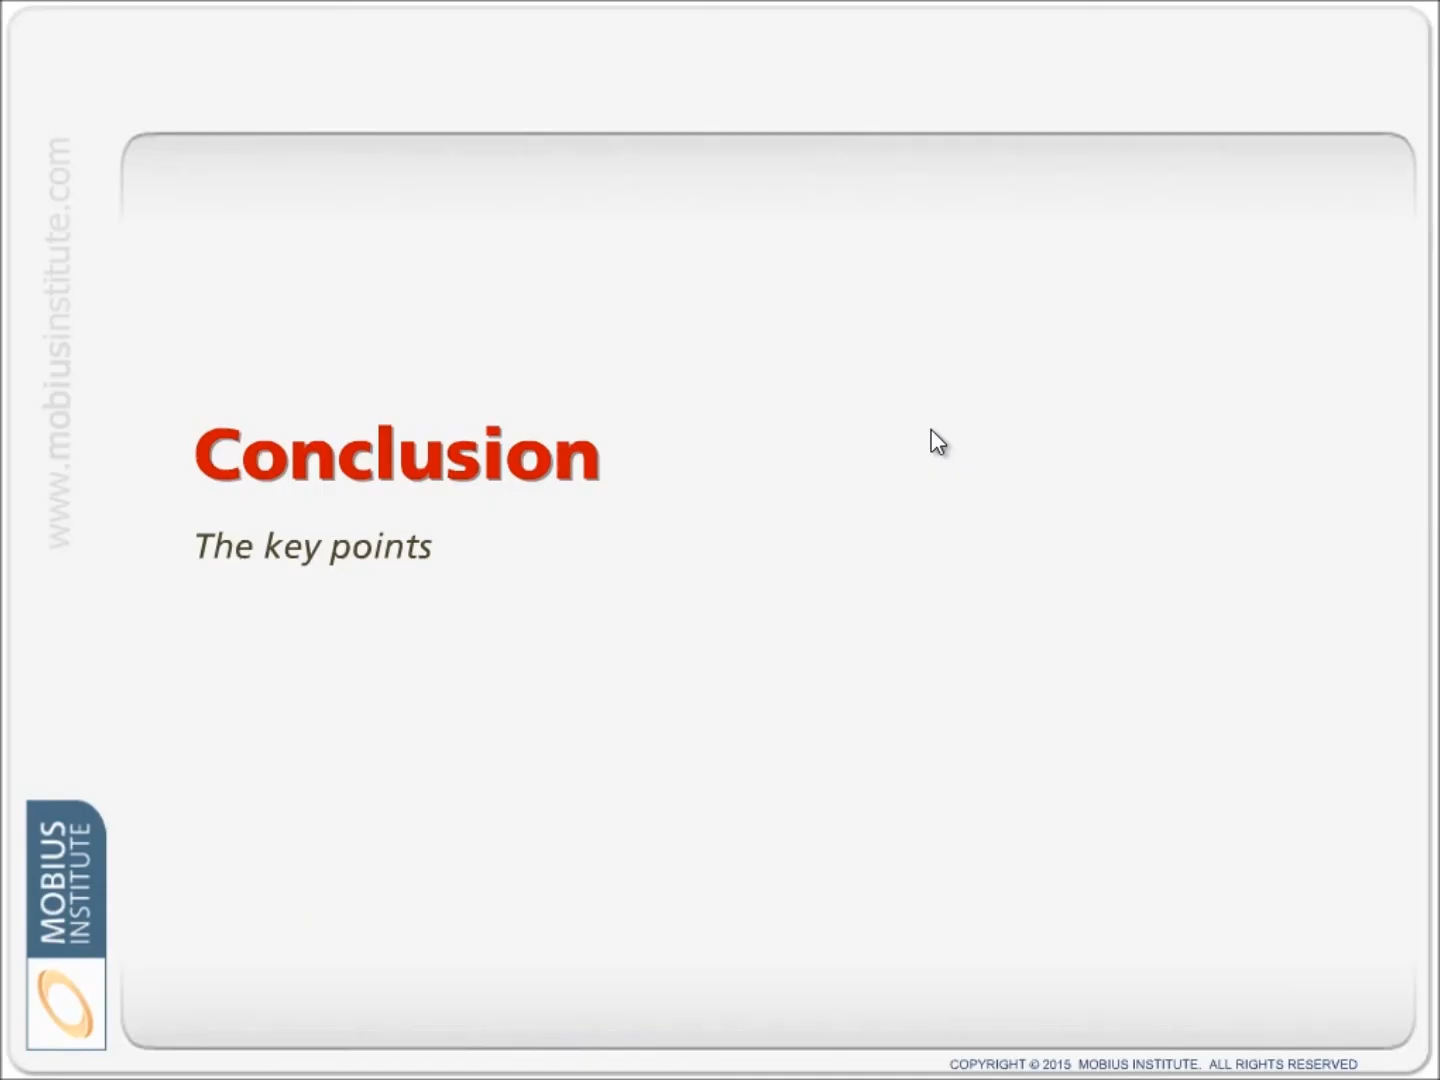 www.mobiusinstitute.com
Conclusion
The key points
MOBIUS
INSTITUTE
COPYRIGHT © 2015 MOBIUS INSTITUTE. ALL RIGHTS RESERVED